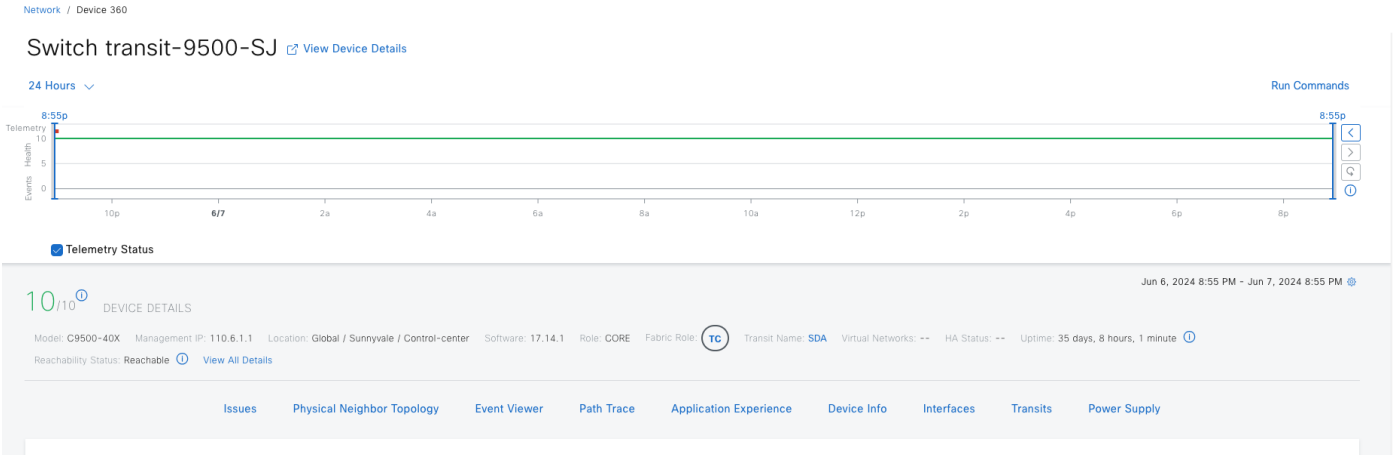 Network / Device 360
Switch transit-9500-SJ View Device Details
24 Hours Run Commands
8:55p 8:55p
Telemetry
10
Health
5
Events
0
10p 6/7 2a 4a 6a 8a 10a 12p 2p 4p 6p 8p
Telemetry Status
Jun 6, 2024 8:55 PM - Jun 7, 2024 8:55 PM
10/10 DEVICE DETAILS
Model: C9500-40X Management IP: 110.6.1.1 Location: Global / Sunnyvale / Control-center Software: 17.14.1 Role: CORE Fabric Role: TC Transit Name: SDA Virtual Networks: -- HA Status: -- Uptime: 35 days, 8 hours, 1 minute
Reachability Status: Reachable View All Details
Issues Physical Neighbor Topology Event Viewer Path Trace Application Experience Device Info Interfaces Transits Power Supply